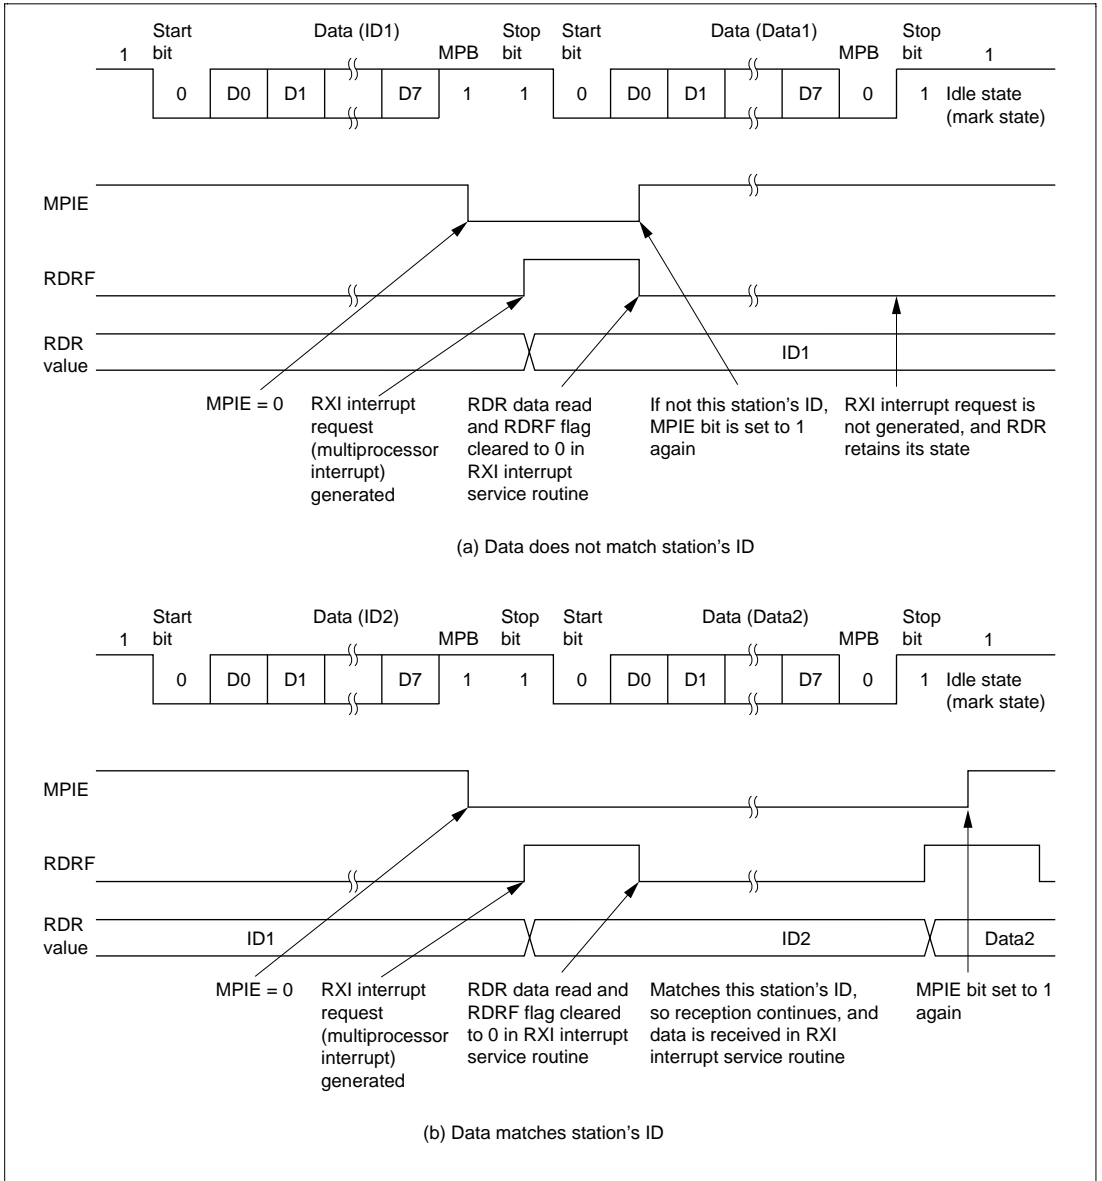 Start bit Data (ID1) MPB Stop bit Start bit Data (Data1) MPB Stop bit
1 1
0 D0 D1 D7 1 1 0 D0 D1 D7 0 1 Idle state (mark state)
MPIE
RDRF
RDR value
ID1
MPIE = 0
RXI interrupt
request
(multiprocessor
interrupt)
generated
RDR data read
and RDRF flag
cleared to 0 in
RXI interrupt
service routine
If not this station's ID,
MPIE bit is set to 1
again
RXI interrupt request is
not generated, and RDR
retains its state
(a) Data does not match station's ID
Start bit Data (ID2) MPB Stop bit Start bit Data (Data2) MPB Stop bit
1 1
0 D0 D1 D7 1 1 0 D0 D1 D7 0 1 Idle state (mark state)
MPIE
RDRF
RDR value
ID1 ID2 Data2
MPIE = 0
RXI interrupt
request
(multiprocessor
interrupt)
generated
RDR data read and
RDRF flag cleared
to 0 in RXI interrupt
service routine
Matches this station's ID,
so reception continues, and
data is received in RXI
interrupt service routine
MPIE bit set to 1
again
(b) Data matches station's ID